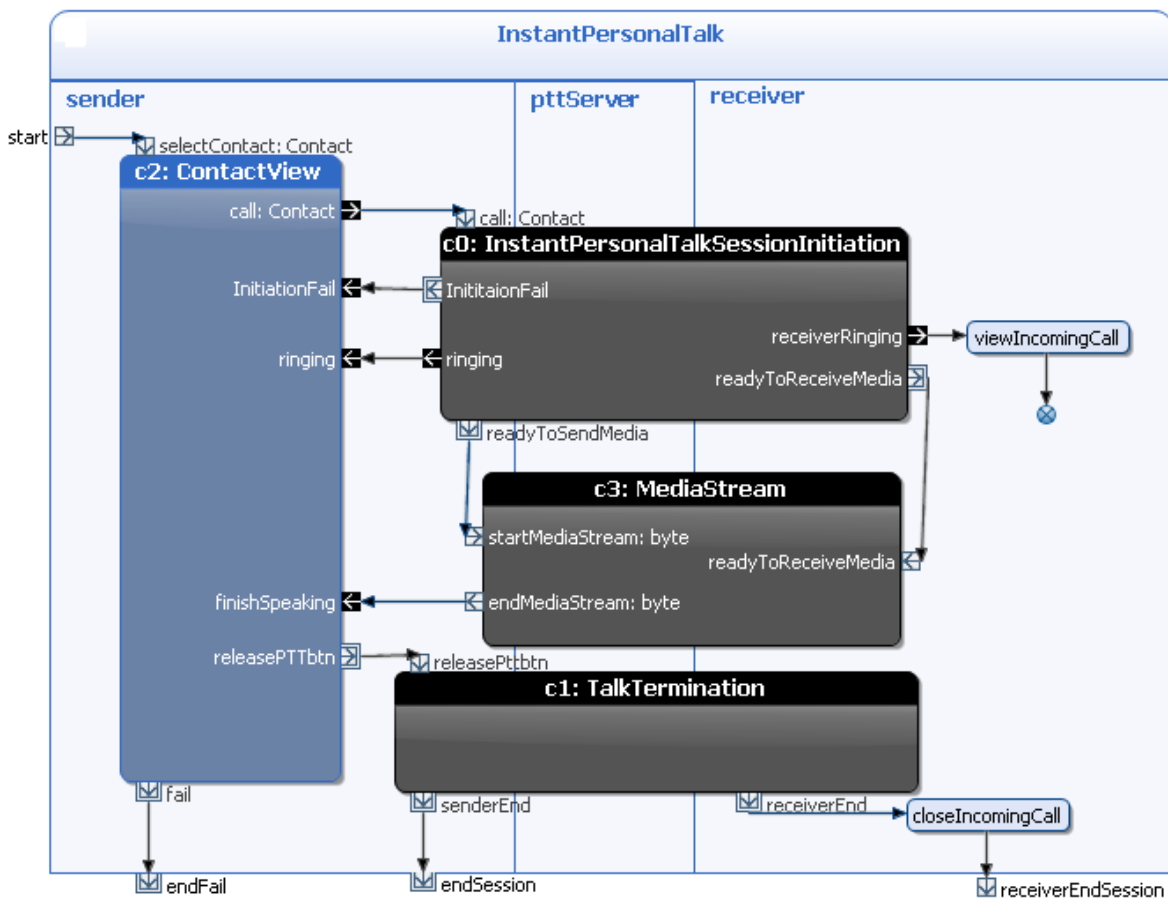 InstantPersonalTalk
sender
pttServer
receiver
start
selectContact: Contact
c2: ContactView
call: Contact
call: Contact
c0: InstantPersonalTalkSessionInitiation
InitiationFail
InititaionFail
receiverRinging
viewIncomingCall
ringing
ringing
readyToReceiveMedia
readyToSendMedia
c3: MediaStream
startMediaStream: byte
readyToReceiveMedia
finishSpeaking
endMediaStream: byte
releasePTTbtn
releasePttbtn
c1: TalkTermination
fail
senderEnd
receiverEnd
closeIncomingCall
endFail
endSession
receiverEndSession